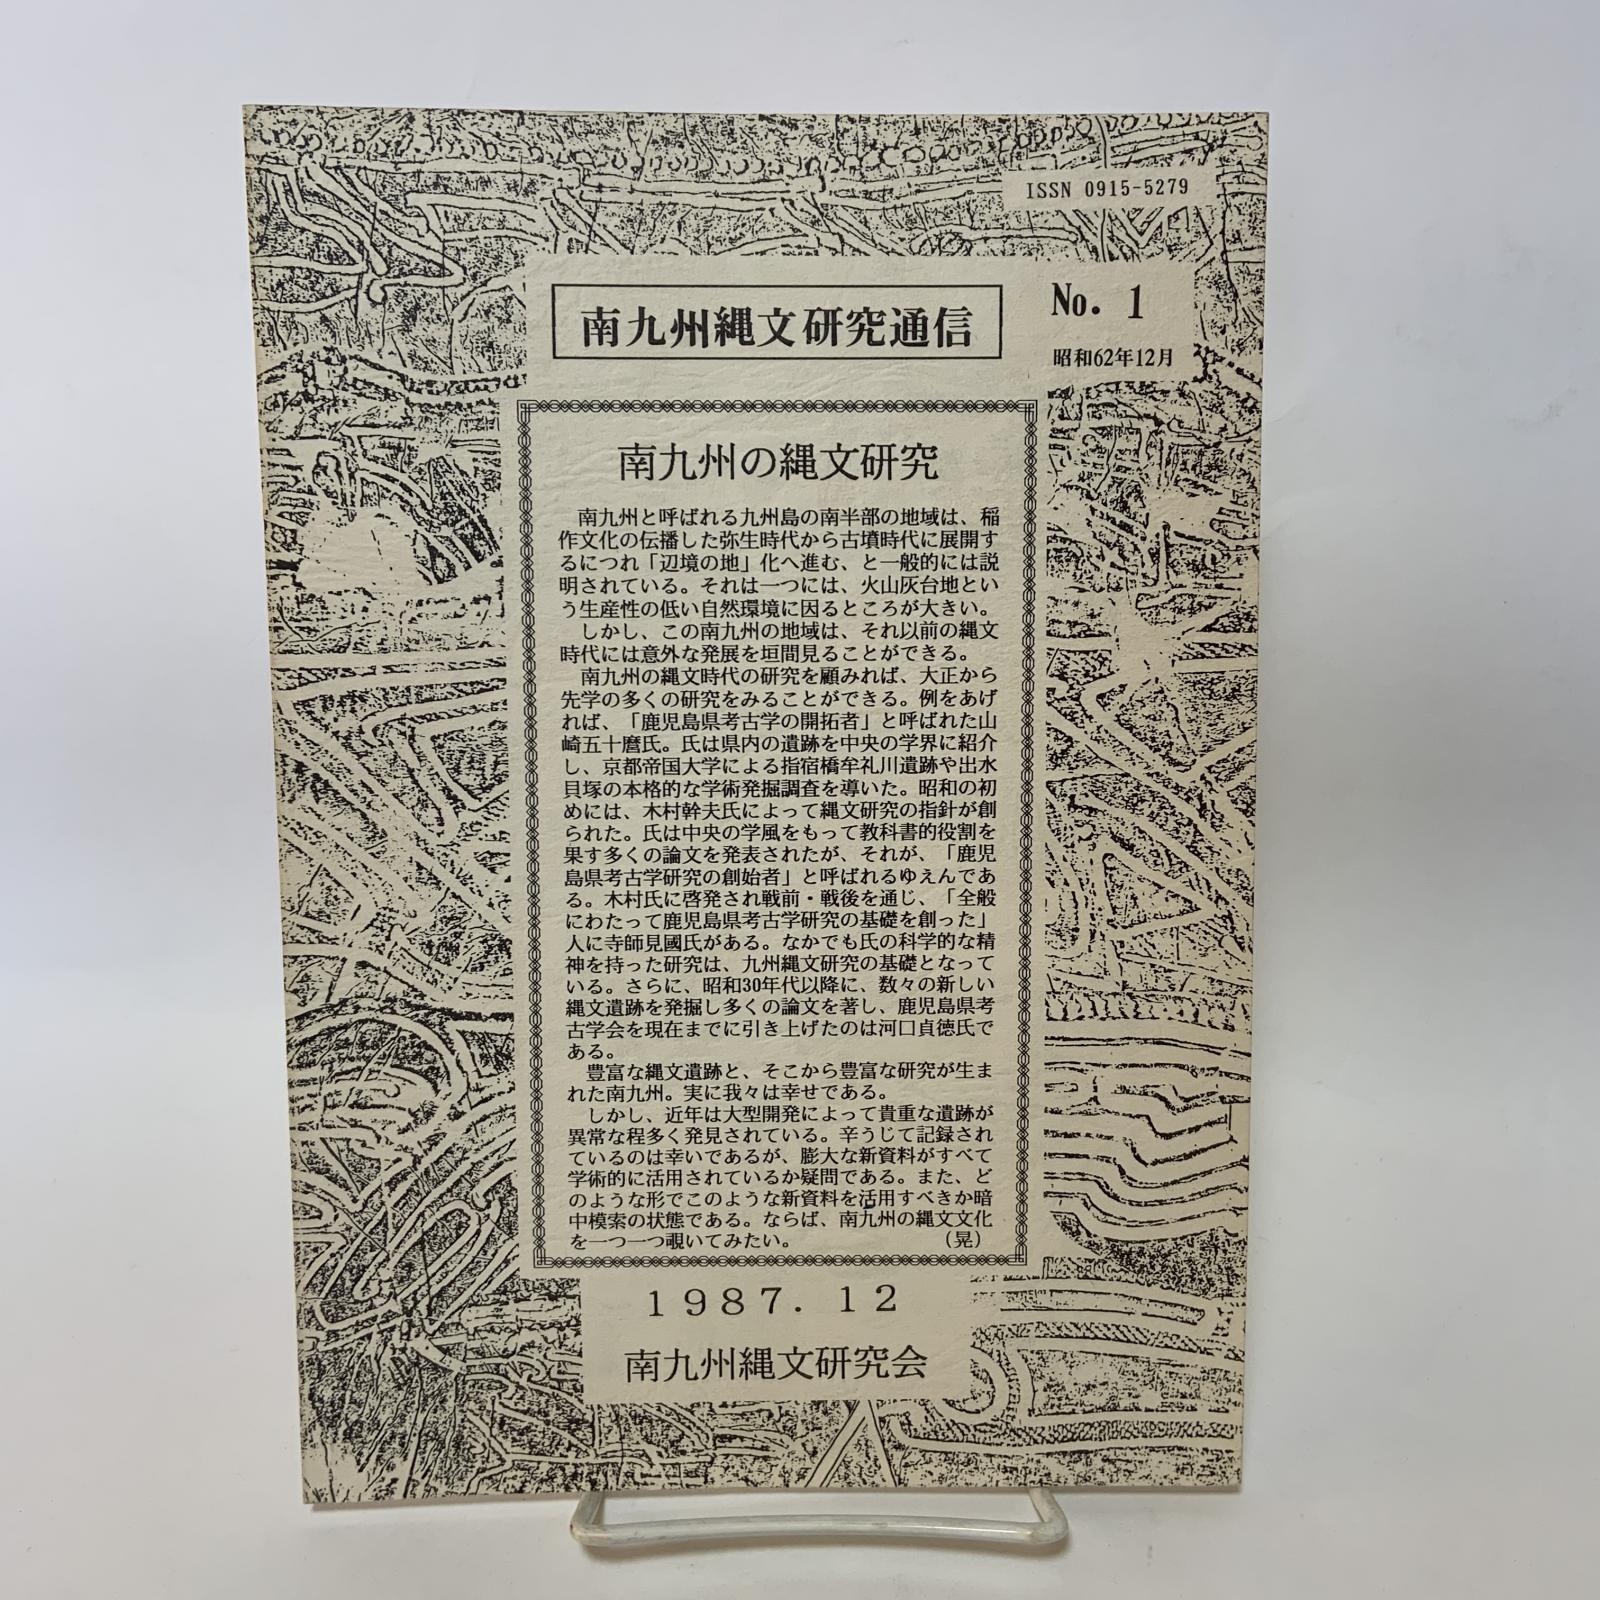 ISSN 0915-5279
南九州縄文研究通信
No. 1
昭和62年12月
南九州の縄文研究
南九州と呼ばれる九州島の南半部の地域は、稲
作文化の伝播した弥生時代から古墳時代に展開す
るにつれ「辺境の地」化へ進む、と一般的には説
明されている。それは一つには、火山灰台地とい
う生産性の低い自然環境に因るところが大きい。
しかし、この南九州の地域は、それ以前の縄文
時代には意外な発展を垣間見ることができる。
南九州の縄文時代の研究を顧みれば、大正から
先学の多くの研究をみることができる。例をあげ
れば、「鹿児島県考古学の開拓者」と呼ばれた山
崎五十麿氏。氏は県内の遺跡を中央の学界に紹介
し、京都帝国大学による指宿橋牟礼川遺跡や出水
貝塚の本格的な学術発掘調査を導いた。昭和の初
めには、木村幹夫氏によって縄文研究の指針が創
られた。氏は中央の学風をもって教科書的役割を
果す多くの論文を発表されたが、それが、「鹿児
島県考古学研究の創始者」と呼ばれるゆえんであ
る。木村氏に啓発され戦前・戦後を通じ、「全般
にわたって鹿児島県考古学研究の基礎を創った」
人に寺師見國氏がある。なかでも氏の科学的な精
神を持った研究は、九州縄文研究の基礎となって
いる。さらに、昭和30年代以降に、数々の新しい
縄文遺跡を発掘し多くの論文を著し、鹿児島県考
古学会を現在までに引き上げたのは河口貞徳氏で
ある。
豊富な縄文遺跡と、そこから豊富な研究が生ま
れた南九州。実に我々は幸せである。
しかし、近年は大型開発によって貴重な遺跡が
異常な程多く発見されている。辛うじて記録され
ているのは幸いであるが、膨大な新資料がすべて
学術的に活用されているか疑問である。また、ど
のような形でこのような新資料を活用すべきか暗
中模索の状態である。ならば、南九州の縄文文化
を一つ一つ覗いてみたい。 （晃）
1987. 12
南九州縄文研究会